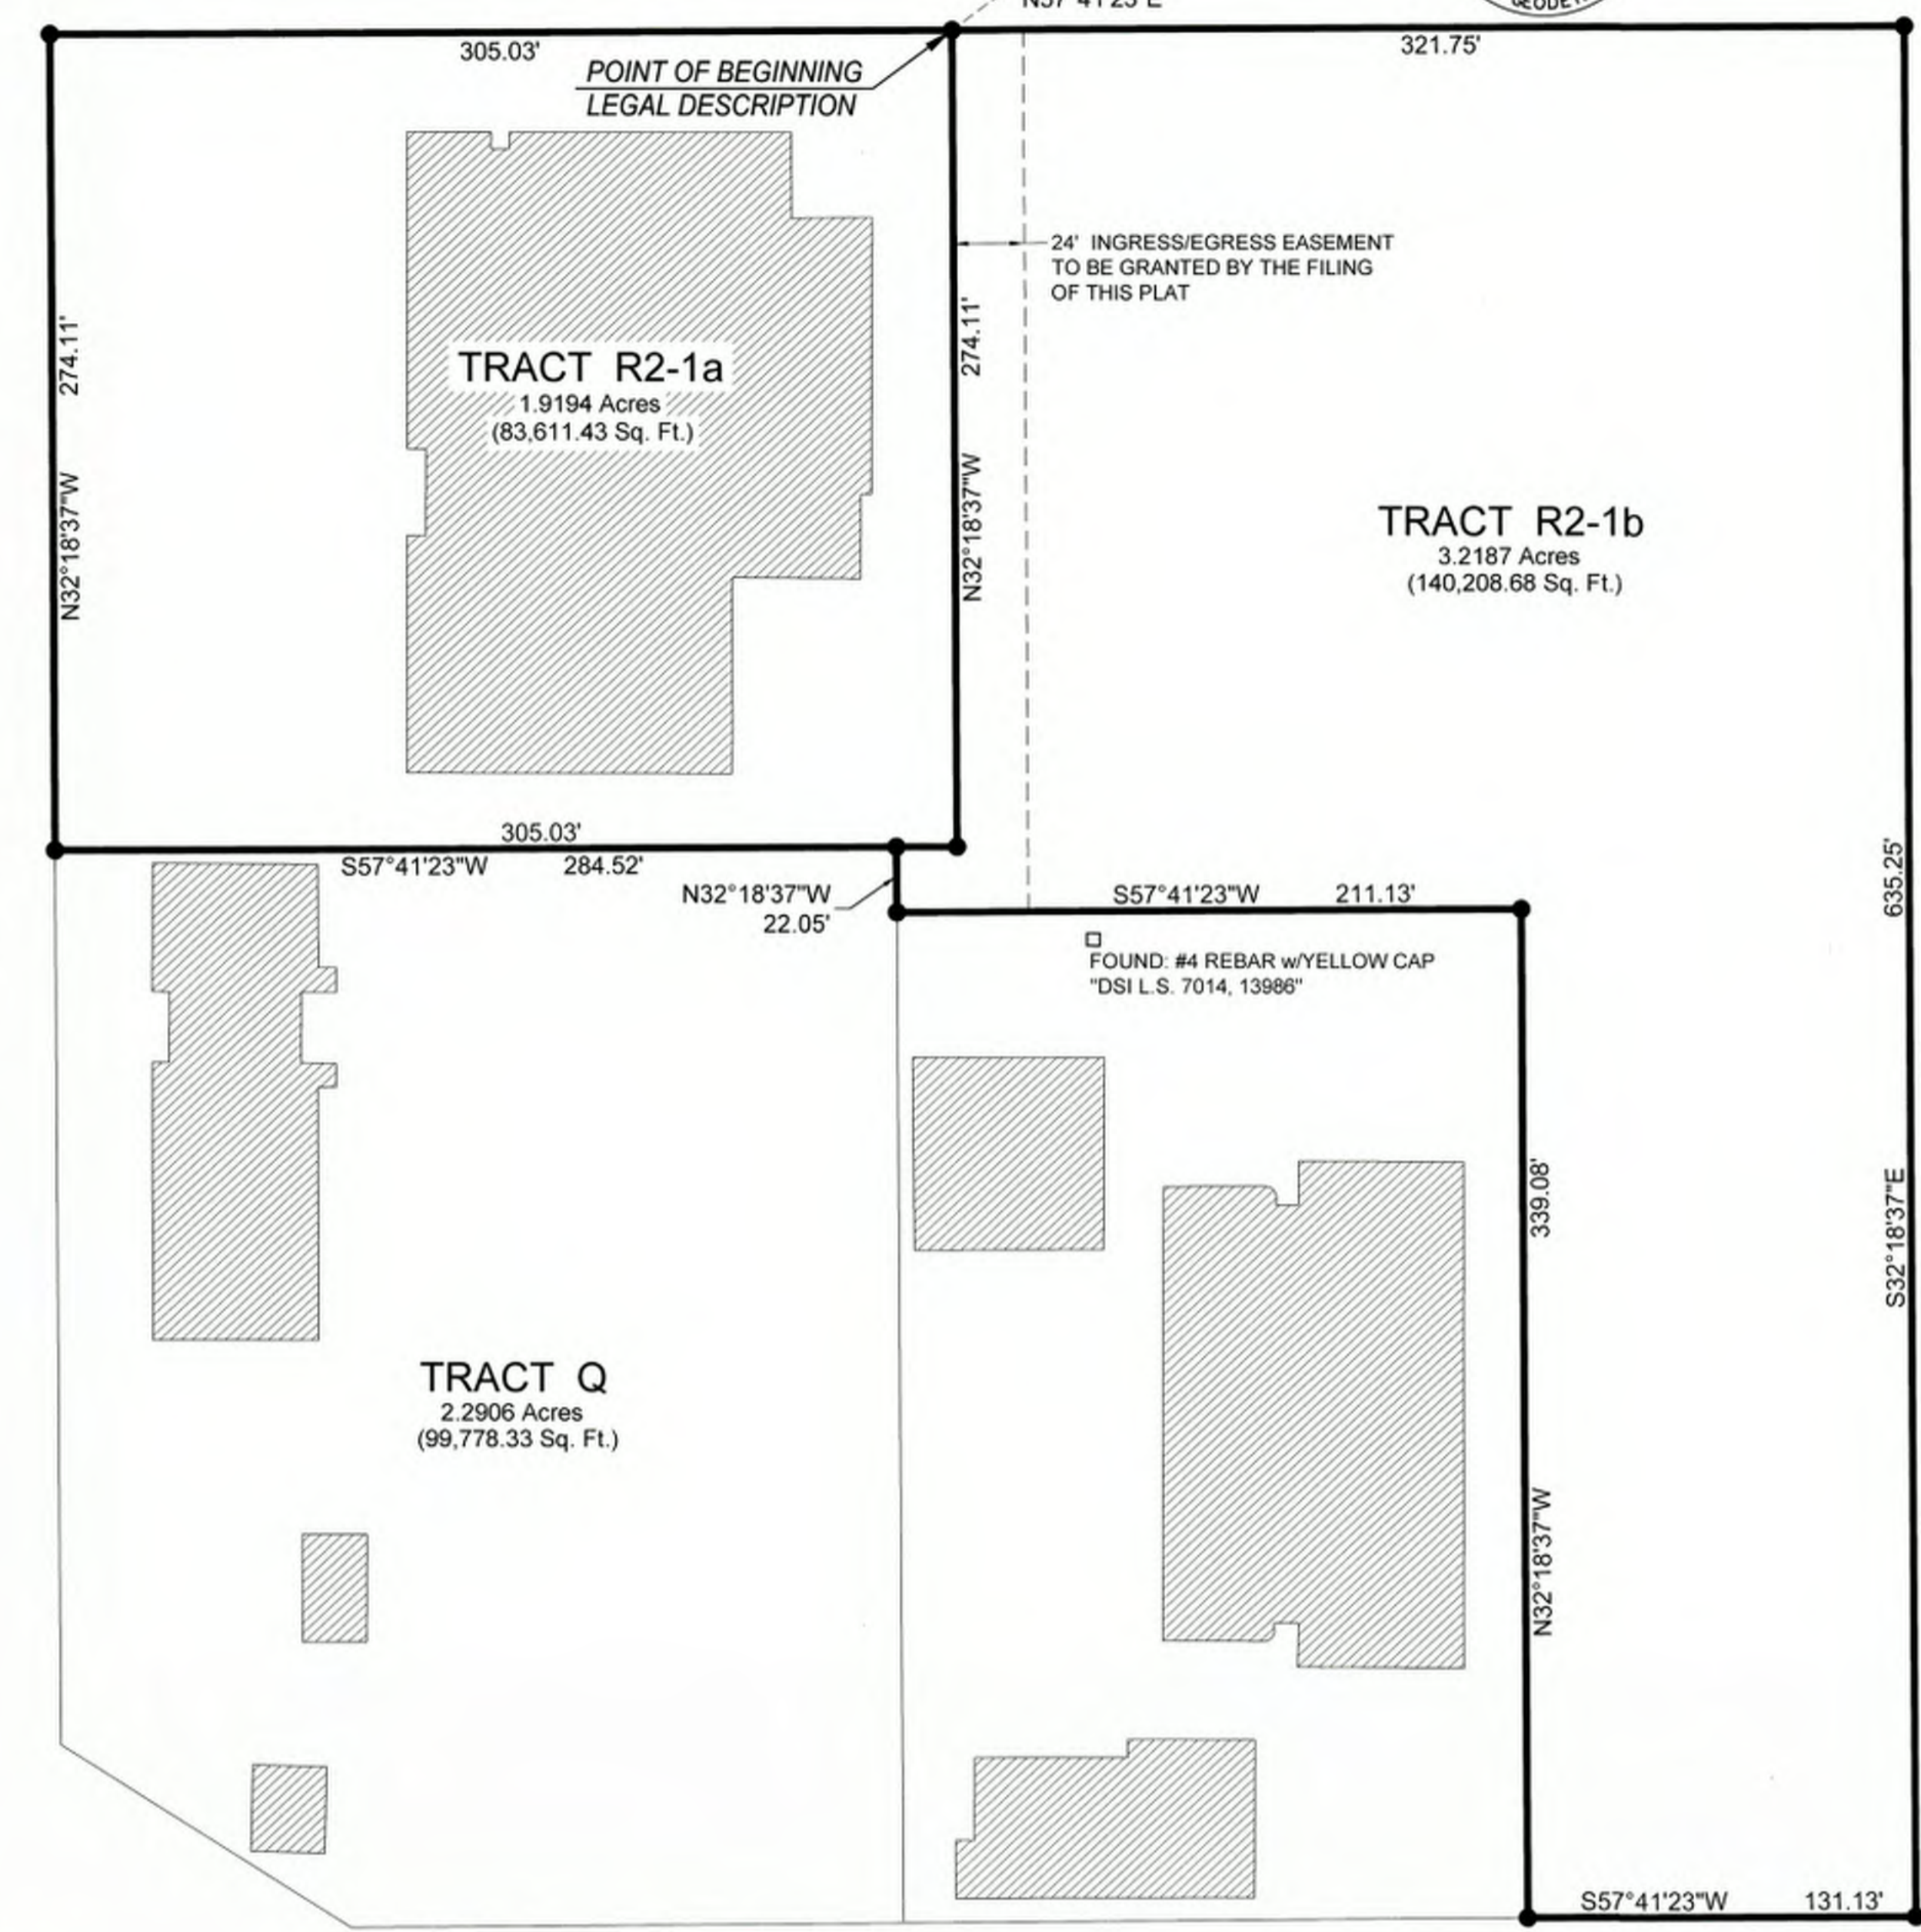 305.03'
321.75'
POINT OF BEGINNING
LEGAL DESCRIPTION
24' INGRESS/EGRESS EASEMENT
TO BE GRANTED BY THE FILING
OF THIS PLAT
N32°18'37"W 274.11'
TRACT R2-1a
1.9194 Acres
(83,611.43 Sq. Ft.)
N32°18'37"W 274.11'
TRACT R2-1b
3.2187 Acres
(140,208.68 Sq. Ft.)
305.03'
S57°41'23"W 284.52'
N32°18'37"W
22.05'
S57°41'23"W 211.13'
FOUND: #4 REBAR w/YELLOW CAP
"DSI L.S. 7014, 13986"
S32°18'37"E 635.25'
N32°18'37"W 339.08'
TRACT Q
2.2906 Acres
(99,778.33 Sq. Ft.)
S57°41'23"W 131.13'